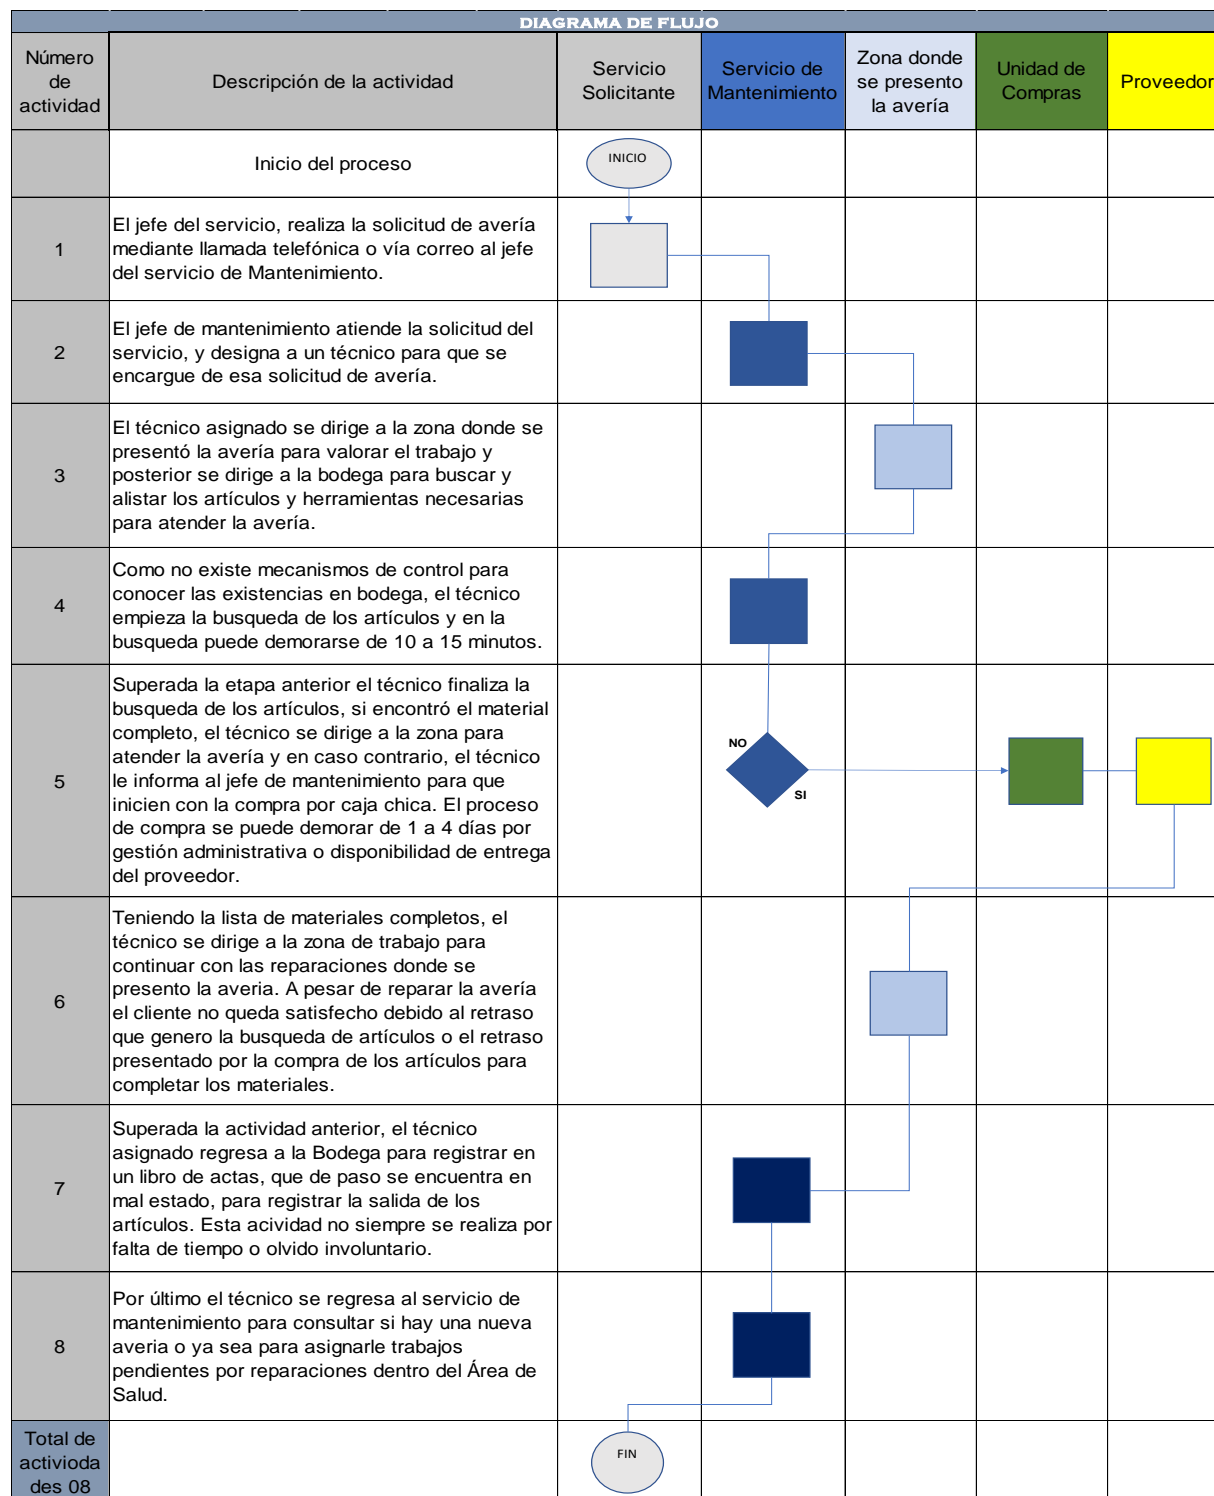 DIAGRAMA DE FLUJO
Número
de
actividad
Descripción de la actividad
Servicio
Solicitante
Servicio de
Mantenimiento
Zona donde
se presento
la avería
Unidad de
Compras
Proveedor
Inicio del proceso
INICIO
1
El jefe del servicio, realiza la solicitud de avería
mediante llamada telefónica o vía correo al jefe
del servicio de Mantenimiento.
2
El jefe de mantenimiento atiende la solicitud del
servicio, y designa a un técnico para que se
encargue de esa solicitud de avería.
3
El técnico asignado se dirige a la zona donde se
presentó la avería para valorar el trabajo y
posterior se dirige a la bodega para buscar y
alistar los artículos y herramientas necesarias
para atender la avería.
4
Como no existe mecanismos de control para
conocer las existencias en bodega, el técnico
empieza la busqueda de los artículos y en la
busqueda puede demorarse de 10 a 15 minutos.
5
Superada la etapa anterior el técnico finaliza la
busqueda de los artículos, si encontró el material
completo, el técnico se dirige a la zona para
atender la avería y en caso contrario, el técnico
le informa al jefe de mantenimiento para que
inicien con la compra por caja chica. El proceso
de compra se puede demorar de 1 a 4 días por
gestión administrativa o disponibilidad de entrega
del proveedor.
NO
SI
6
Teniendo la lista de materiales completos, el
técnico se dirige a la zona de trabajo para
continuar con las reparaciones donde se
presento la averia. A pesar de reparar la avería
el cliente no queda satisfecho debido al retraso
que genero la busqueda de artículos o el retraso
presentado por la compra de los artículos para
completar los materiales.
7
Superada la actividad anterior, el técnico
asignado regresa a la Bodega para registrar en
un libro de actas, que de paso se encuentra en
mal estado, para registrar la salida de los
artículos. Esta acividad no siempre se realiza por
falta de tiempo o olvido involuntario.
8
Por último el técnico se regresa al servicio de
mantenimiento para consultar si hay una nueva
averia o ya sea para asignarle trabajos
pendientes por reparaciones dentro del Área de
Salud.
Total de
activioda
des 08
FIN